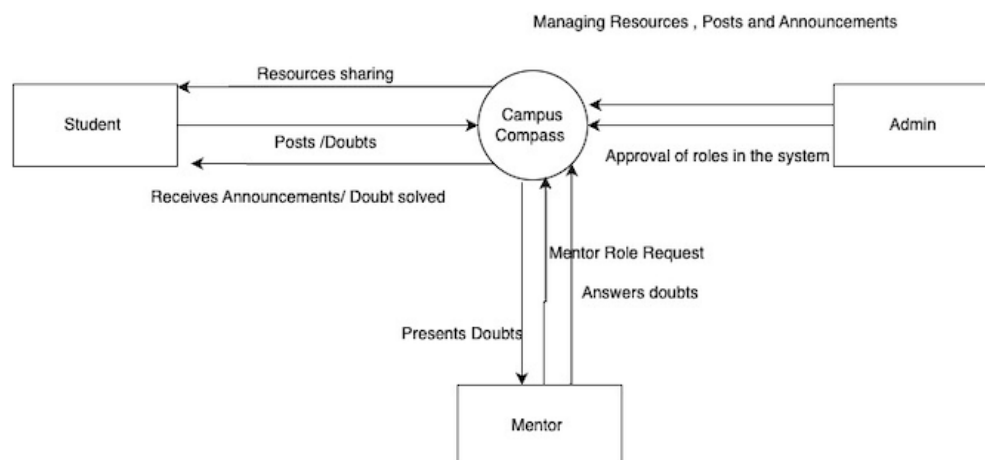 Managing Resources , Posts and Announcements
Resources sharing
Student
Campus
Compass
Admin
Posts /Doubts
Approval of roles in the system
Receives Announcements/ Doubt solved
Mentor Role Request
Answers doubts
Presents Doubts
Mentor